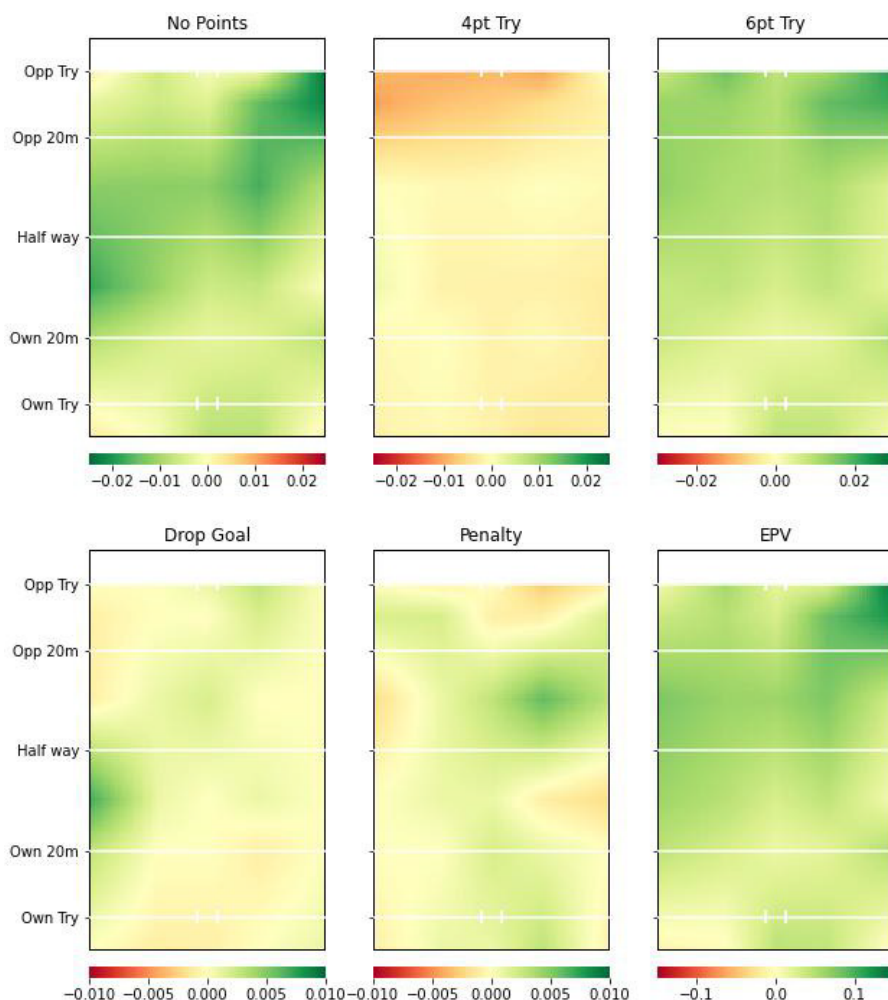 No Points 4pt Try 6pt Try
Opp Try
Opp 20m
Half way
Own 20m
Own Try
−0.02 −0.01 0.00 0.01 0.02 −0.02 −0.01 0.00 0.01 0.02 −0.02 0.00 0.02
Drop Goal Penalty EPV
Opp Try
Opp 20m
Half way
Own 20m
Own Try
−0.010 −0.005 0.000 0.005 0.010 −0.010 −0.005 0.000 0.005 0.010 −0.1 0.0 0.1